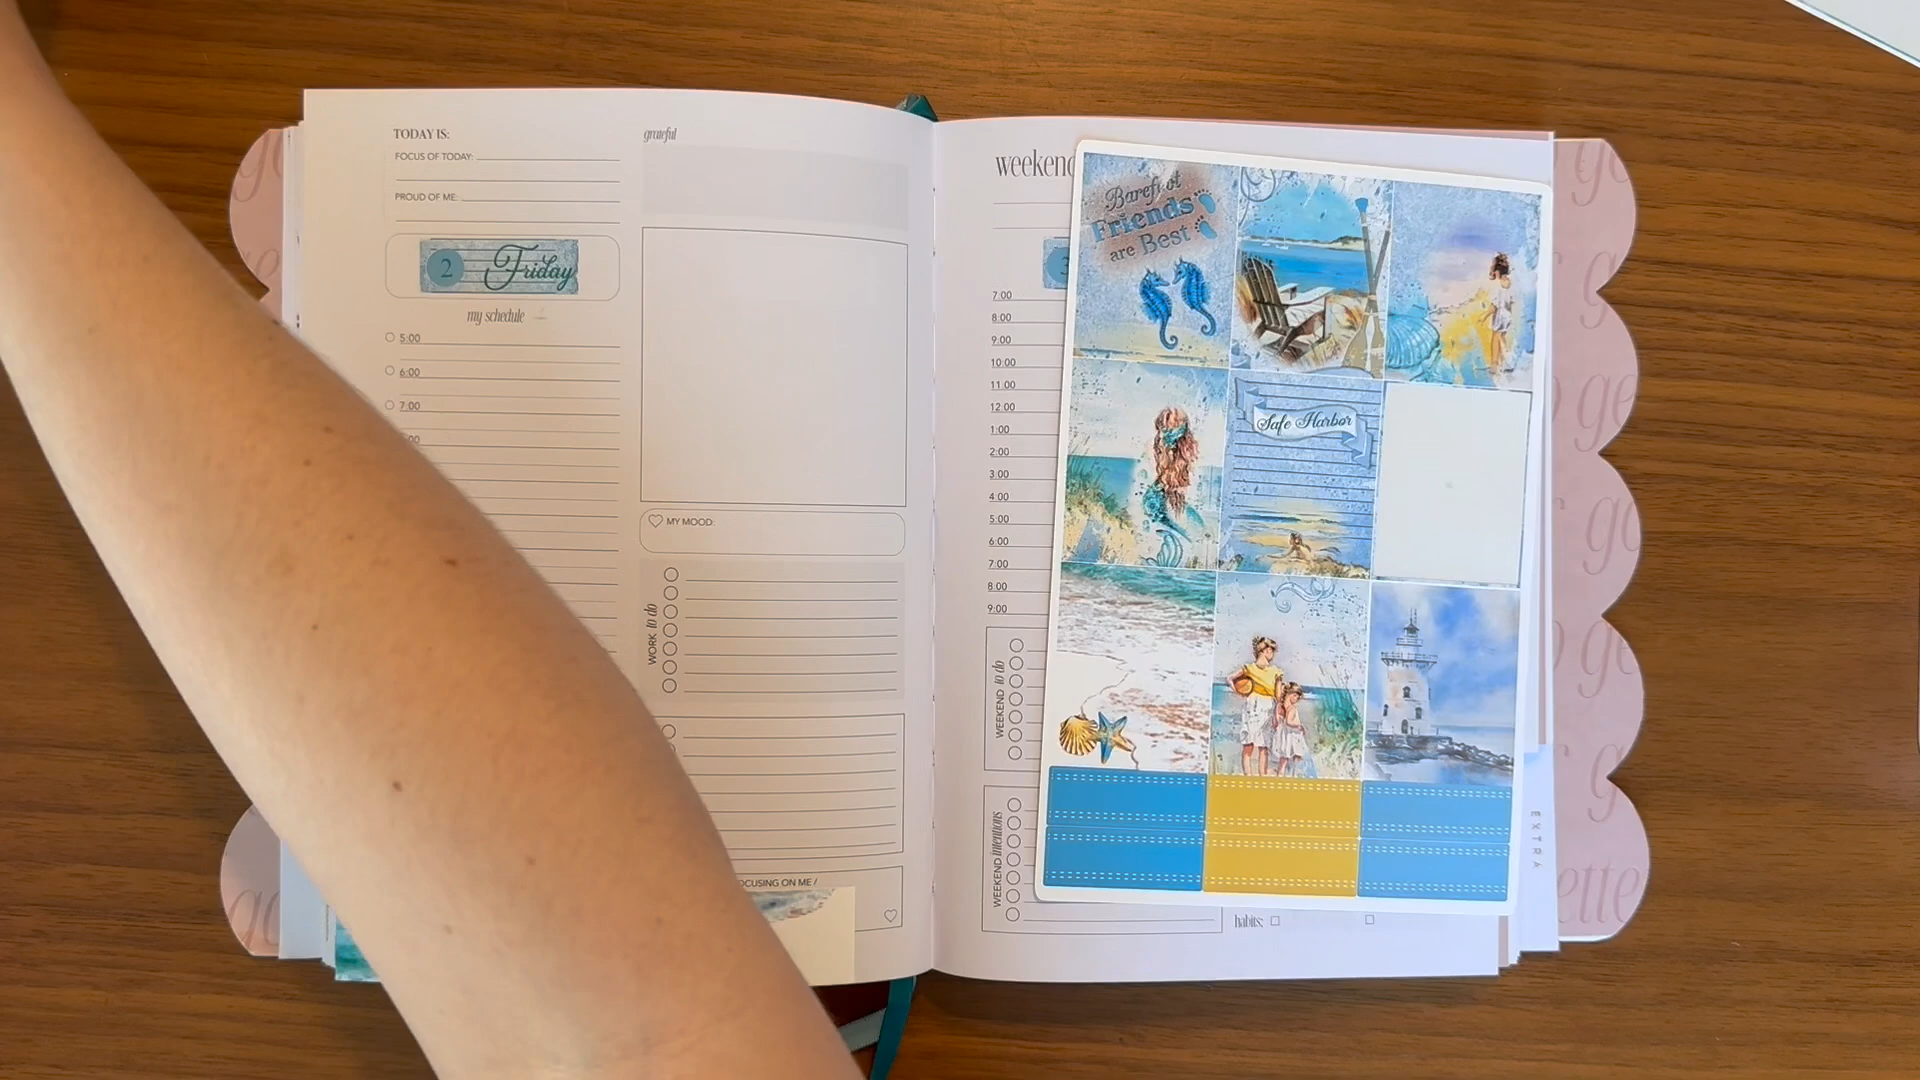 TODAY IS:
FOCUS OF TODAY:
PROUD OF ME:
2 Friday
my schedule
5:00
6:00
7:00
grateful
MY MOOD:
WORK to do
OCUSING ON ME /
weekend
3
7:00
8:00
9:00
10:00
11:00
12:00
1:00
2:00
3:00
4:00
5:00
6:00
7:00
8:00
9:00
WEEKEND to do
WEEKEND intentions
habits:
Barefoot
Friends
are Best
Safe Harbor
EXTRA